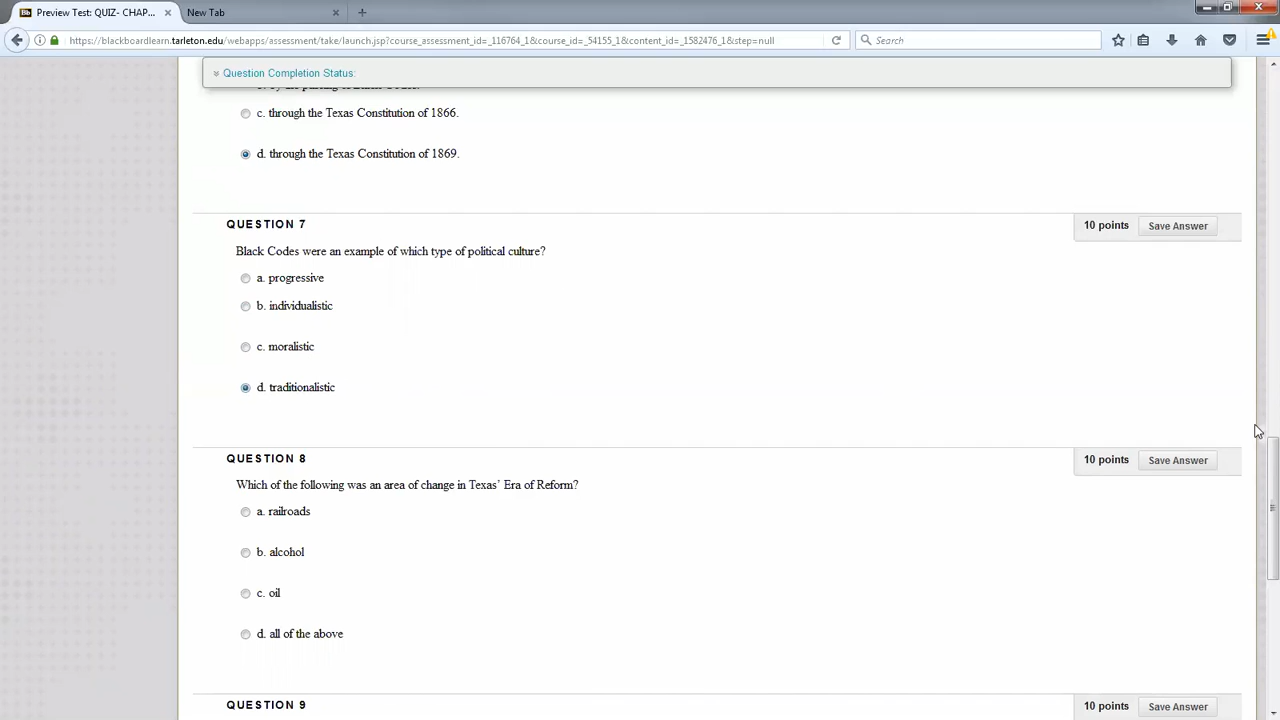 Preview Test: QUIZ- CHAP...
New Tab
https://blackboardlearn.tarleton.edu/webapps/assessment/take/launch.jsp?course_assessment_id=_116764_1&course_id=_54155_1&content_id=_1582476_1&step=null
Search
Question Completion Status:
c. through the Texas Constitution of 1866.
d. through the Texas Constitution of 1869.
QUESTION 7
10 points
Save Answer
Black Codes were an example of which type of political culture?
a. progressive
b. individualistic
c. moralistic
d. traditionalistic
QUESTION 8
10 points
Save Answer
Which of the following was an area of change in Texas’ Era of Reform?
a. railroads
b. alcohol
c. oil
d. all of the above
QUESTION 9
10 points
Save Answer